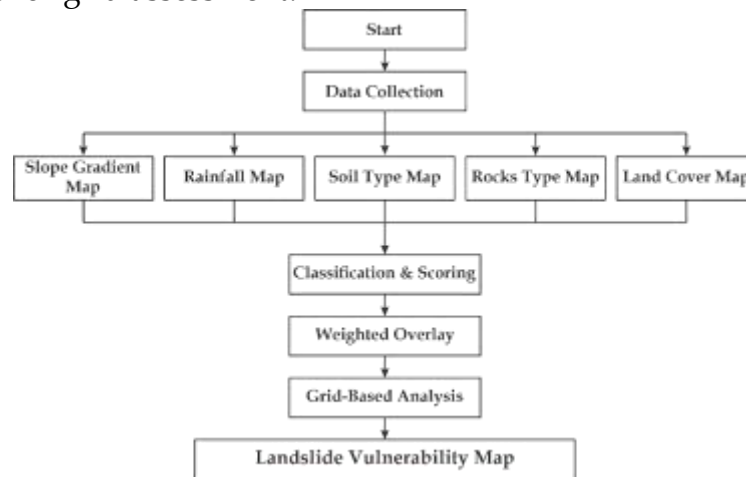 Start
Data Collection
Slope Gradient
Map
Rainfall Map
Soil Type Map
Rocks Type Map
Land Cover Map
Classification & Scoring
Weighted Overlay
Grid-Based Analysis
Landslide Vulnerability Map